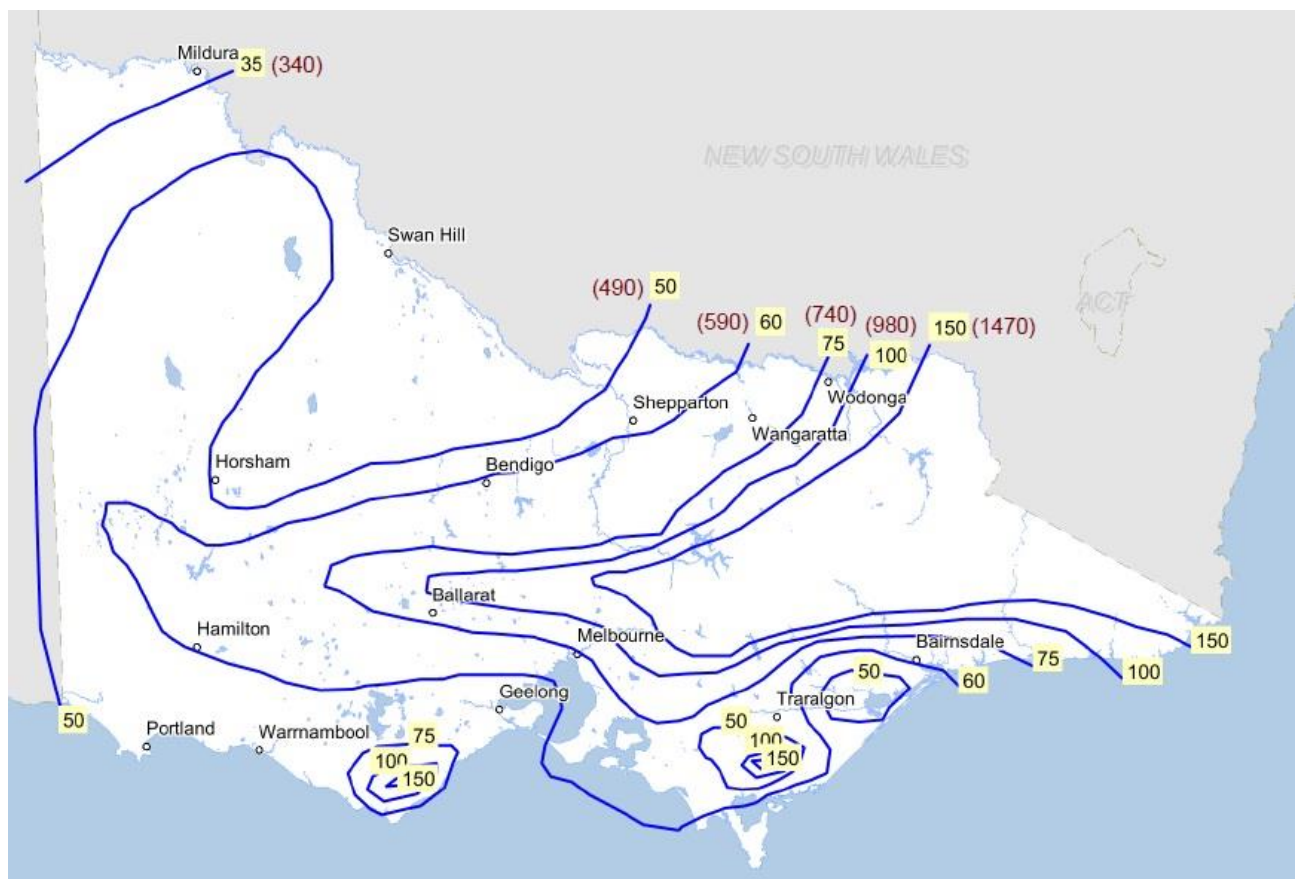 Mildura
35 (340)
NEW SOUTH WALES
Swan Hill
(490) 50
(590) 60
(740)
75
(980)
100
150 (1470)
ACT
Shepparton
Wodonga
Wangaratta
Horsham
Bendigo
Ballarat
Hamilton
Melbourne
Bairnsdale
150
75
100
60
50
Geelong
Traralgon
50
Portland
Warrnambool
75
100
150
50
100
150